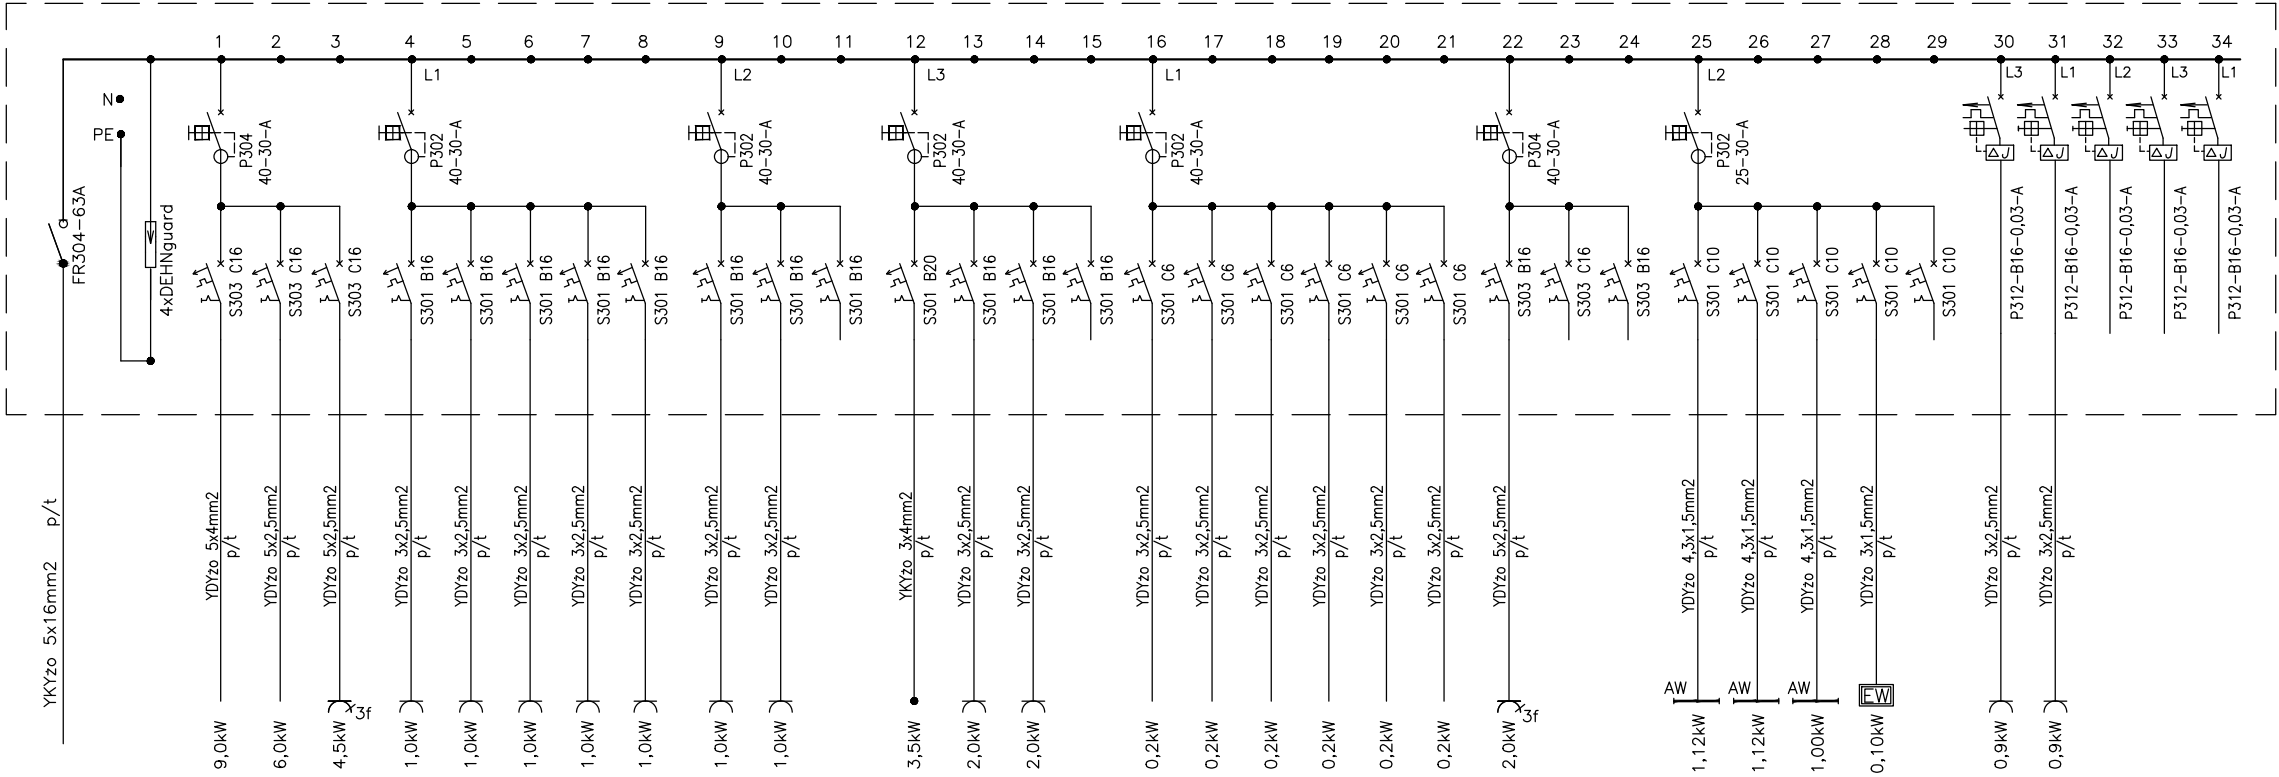 1 2 3 4 5 6 7 8 9 10 11 12 13 14 15 16 17 18 19 20 21 22 23 24 25 26 27 28 29 30 31 32 33 34
L1 L2 L3 L1 L2 L3 L1 L2 L3 L1
N
PE
FR304-63A
4xDEHNguard
P304
40-30-A
P302
40-30-A
P302
40-30-A
P302
40-30-A
P302
40-30-A
P304
40-30-A
P302
25-30-A
ΔJ ΔJ ΔJ ΔJ ΔJ
S303 C16
S303 C16
S303 C16
S301 B16
S301 B16
S301 B16
S301 B16
S301 B16
S301 B16
S301 B16
S301 B16
S301 B20
S301 B16
S301 B16
S301 B16
S301 C6
S301 C6
S301 C6
S301 C6
S301 C6
S301 C6
S303 B16
S303 C16
S303 B16
S301 C10
S301 C10
S301 C10
S301 C10
S301 C10
P312-B16-0,03-A
P312-B16-0,03-A
P312-B16-0,03-A
P312-B16-0,03-A
P312-B16-0,03-A
YKYżo 5x16mm2 p/t
YDYżo 5x4mm2
p/t
YDYżo 5x2,5mm2
p/t
YDYżo 5x2,5mm2
p/t
YDYżo 3x2,5mm2
p/t
YDYżo 3x2,5mm2
p/t
YDYżo 3x2,5mm2
p/t
YDYżo 3x2,5mm2
p/t
YDYżo 3x2,5mm2
p/t
YDYżo 3x2,5mm2
p/t
YDYżo 3x2,5mm2
p/t
YKYżo 3x4mm2
p/t
YDYżo 3x2,5mm2
p/t
YDYżo 3x2,5mm2
p/t
YDYżo 3x2,5mm2
p/t
YDYżo 3x2,5mm2
p/t
YDYżo 3x2,5mm2
p/t
YDYżo 3x2,5mm2
p/t
YDYżo 3x2,5mm2
p/t
YDYżo 3x2,5mm2
p/t
YDYżo 5x2,5mm2
p/t
YDYżo 4,3x1,5mm2
p/t
YDYżo 4,3x1,5mm2
p/t
YDYżo 4,3x1,5mm2
p/t
YDYżo 3x1,5mm2
p/t
YDYżo 3x2,5mm2
p/t
YDYżo 3x2,5mm2
p/t
3f 3f AW AW AW EW
9,0kW
6,0kW
4,5kW
1,0kW
1,0kW
1,0kW
1,0kW
1,0kW
1,0kW
1,0kW
3,5kW
2,0kW
2,0kW
0,2kW
0,2kW
0,2kW
0,2kW
0,2kW
0,2kW
2,0kW
1,12kW
1,12kW
1,00kW
0,10kW
0,9kW
0,9kW